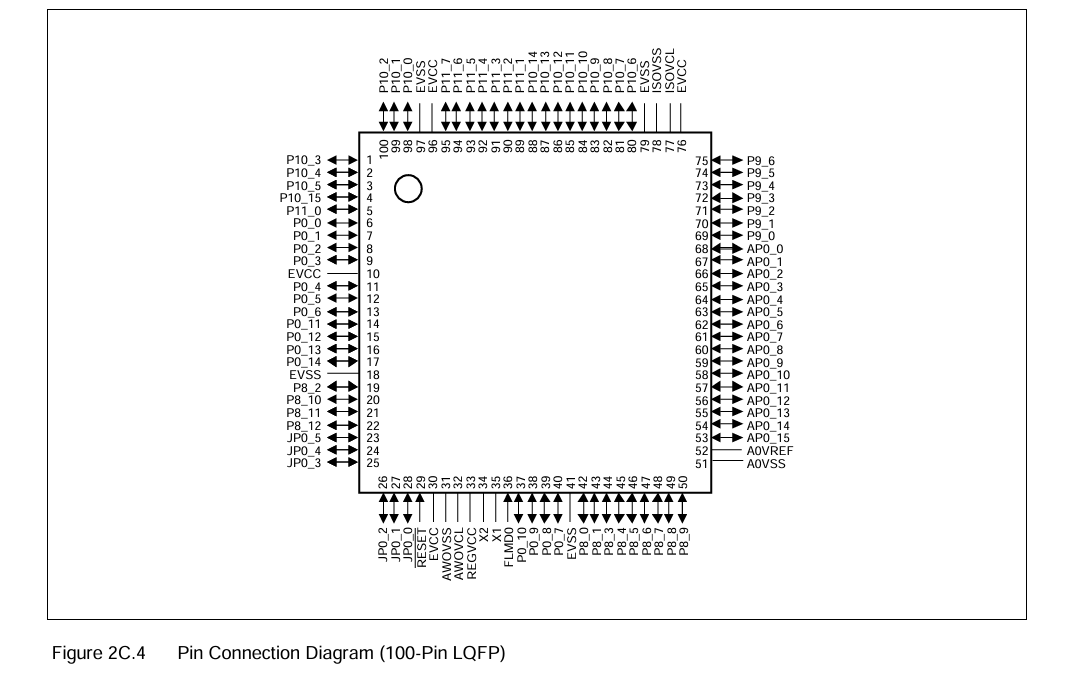 P10_2
P10_1
P10_0
EVSS
EVCC
P11_7
P11_6
P11_5
P11_4
P11_3
P11_2
P11_1
P10_14
P10_13
P10_12
P10_11
P10_10
P10_9
P10_8
P10_7
P10_6
EVSS
ISOVSS
ISOVCL
EVCC
100
99
98
97
96
95
94
93
92
91
90
89
88
87
86
85
84
83
82
81
80
79
78
77
76
P10_3 1
P10_4 2
P10_5 3
P10_15 4
P11_0 5
P0_0 6
P0_1 7
P0_2 8
P0_3 9
EVCC 10
P0_4 11
P0_5 12
P0_6 13
P0_11 14
P0_12 15
P0_13 16
P0_14 17
EVSS 18
P8_2 19
P8_10 20
P8_11 21
P8_12 22
JP0_5 23
JP0_4 24
JP0_3 25
75 P9_6
74 P9_5
73 P9_4
72 P9_3
71 P9_2
70 P9_1
69 P9_0
68 AP0_0
67 AP0_1
66 AP0_2
65 AP0_3
64 AP0_4
63 AP0_5
62 AP0_6
61 AP0_7
60 AP0_8
59 AP0_9
58 AP0_10
57 AP0_11
56 AP0_12
55 AP0_13
54 AP0_14
53 AP0_15
52 A0VREF
51 A0VSS
26
27
28
29
30
31
32
33
34
35
36
37
38
39
40
41
42
43
44
45
46
47
48
49
50
JP0_2
JP0_1
JP0_0
RESET
EVCC
AWOVSS
AWOVCL
REGVCC
X2
X1
FLMD0
P0_10
P0_9
P0_8
P0_7
EVSS
P8_0
P8_1
P8_3
P8_4
P8_5
P8_6
P8_7
P8_8
P8_9
Figure 2C.4 Pin Connection Diagram (100-Pin LQFP)